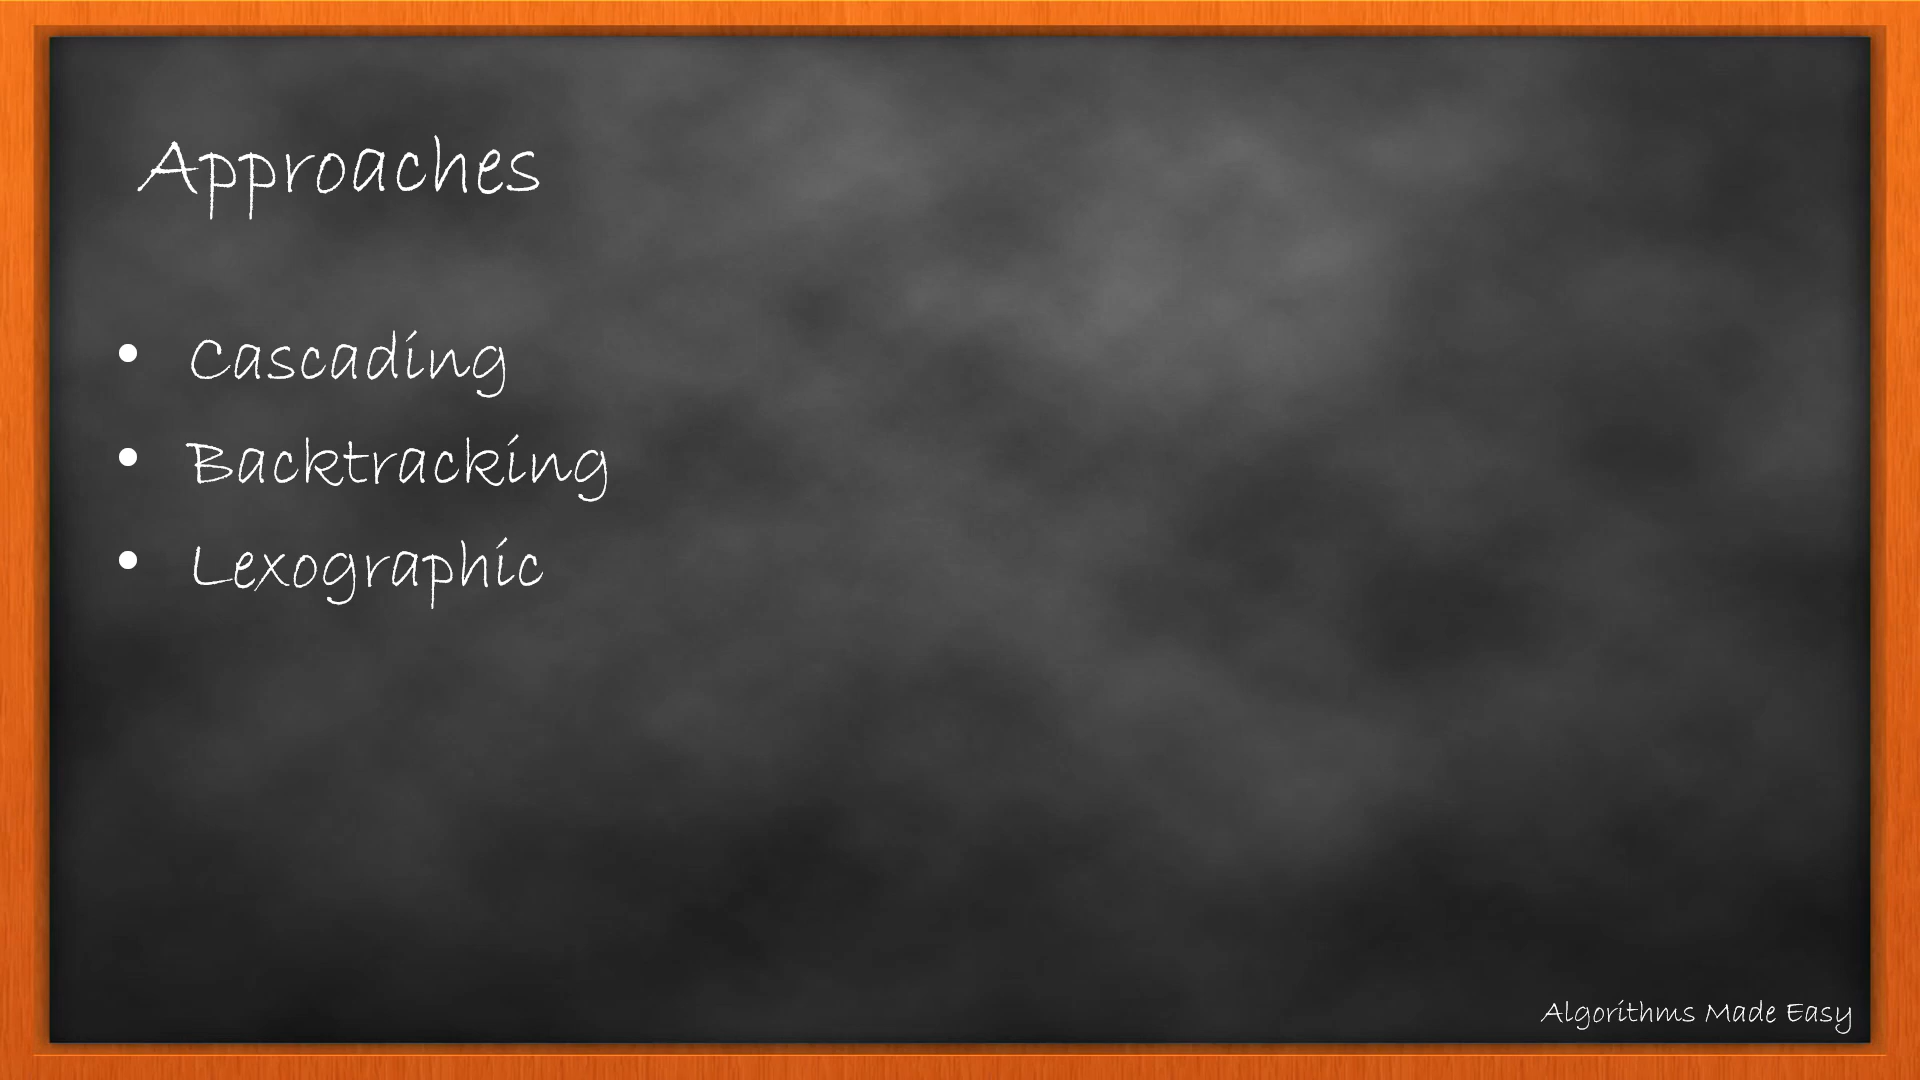 Approaches
• Cascading
• Backtracking
• Lexographic
Algorithms Made Easy